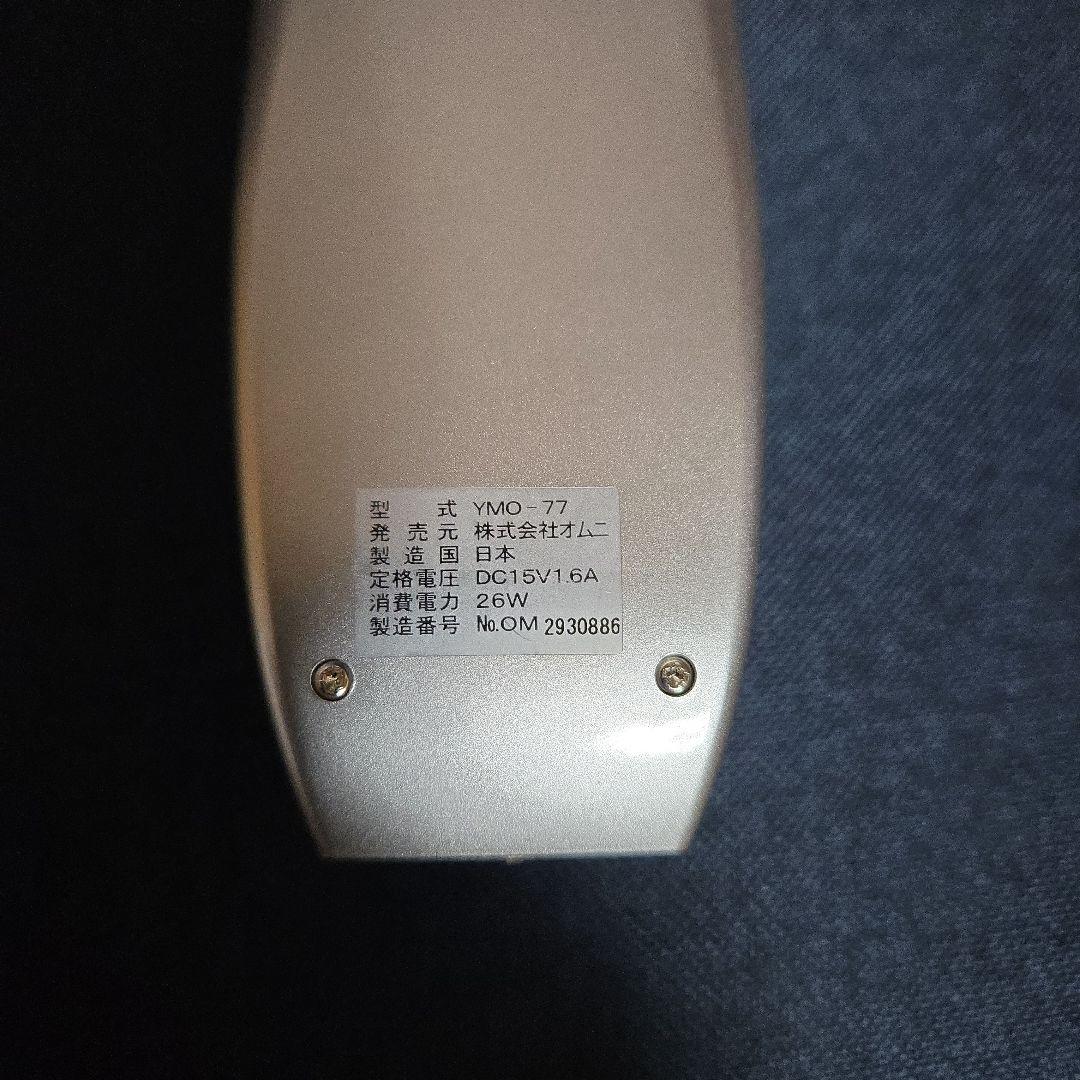 型 式 YMO-77
発売元 株式会社オムニ
製造国 日本
定格電圧 DC15V1.6A
消費電力 26W
製造番号 No.OM 2930886